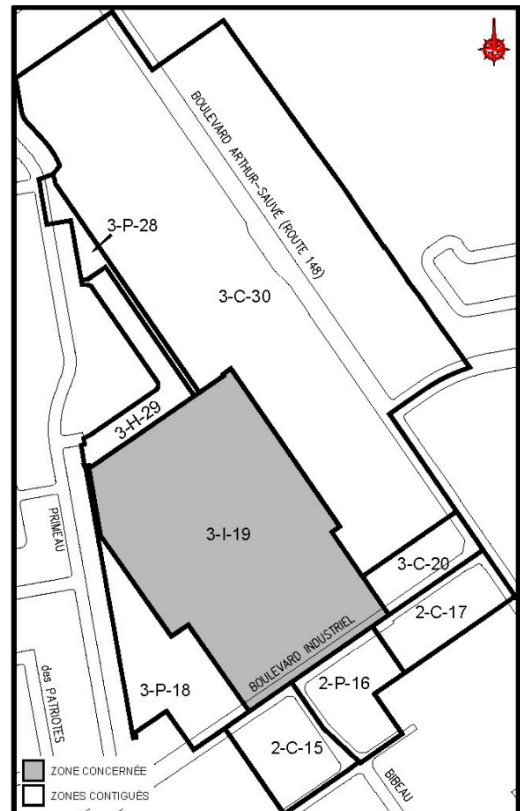 BOULEVARD ARTHUR-SAUVÉ (ROUTE 148)
3-P-28
3-C-30
3-H-29
PRIMEAU
3-I-19
3-C-20
2-C-17
BOULEVARD INDUSTRIEL
des PATRIOTES
3-P-18
2-P-16
2-C-15
BIBEAU
ZONE CONCERNÉE
ZONES CONTIGUËS